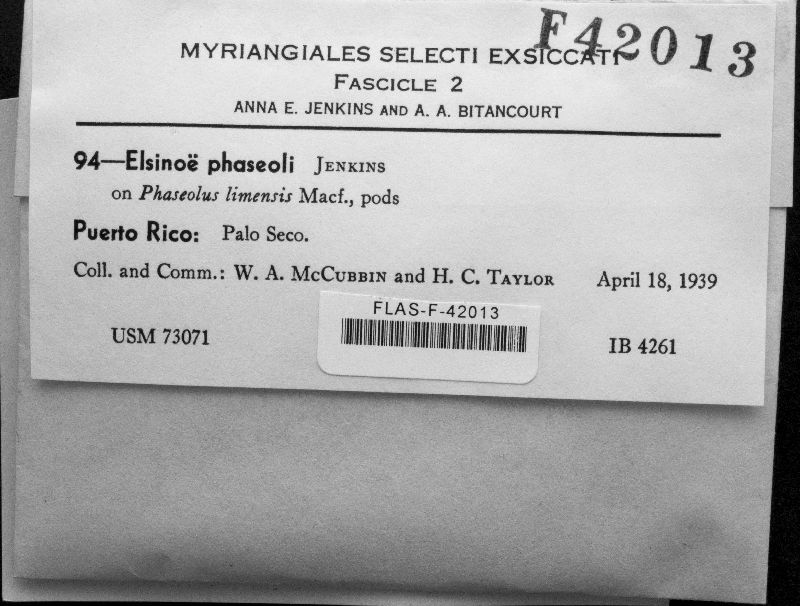 F42013
MYRIANGIALES SELECTI EXSICCATI
FASCICLE 2
ANNA E. JENKINS AND A. A. BITANCOURT
94—Elsinoë phaseoli JENKINS
on Phaseolus limensis Macf., pods
Puerto Rico: Palo Seco.
Coll. and Comm.: W. A. McCUBBIN and H. C. TAYLOR April 18, 1939
FLAS-F-42013
USM 73071 IB 4261